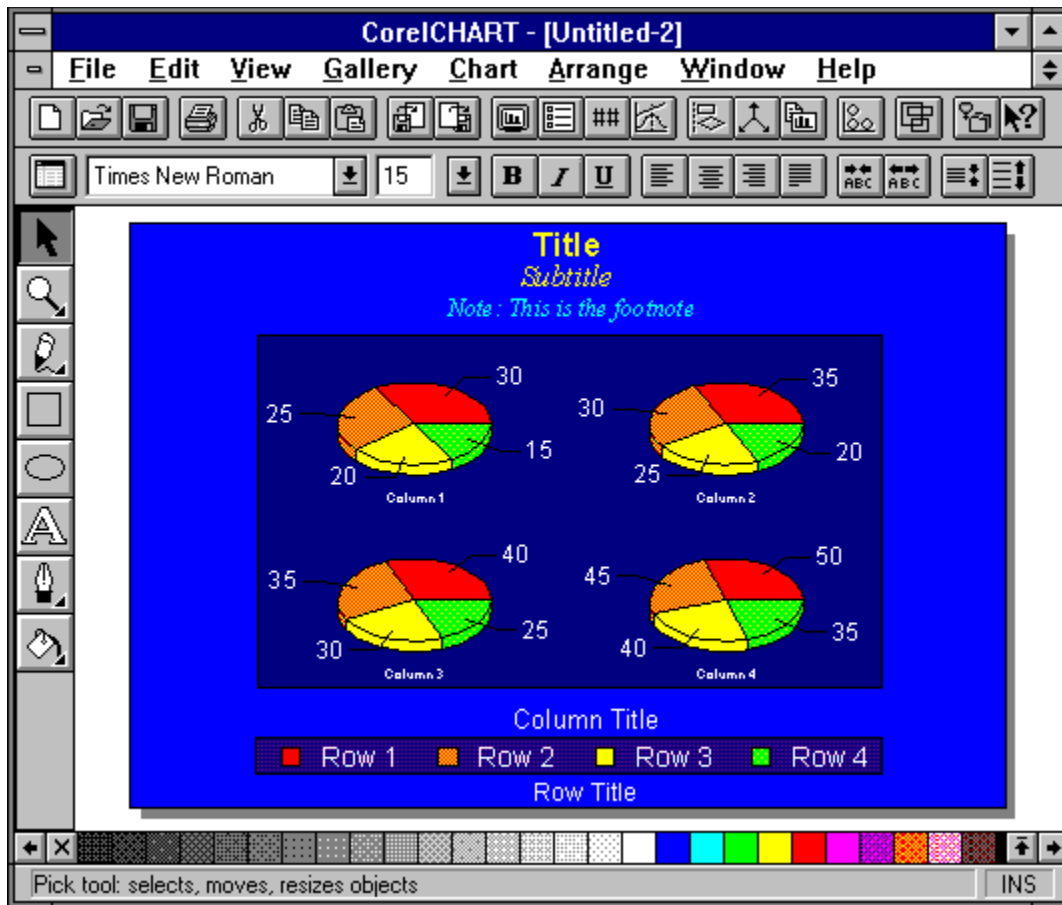 CorelCHART - [Untitled-2]
File Edit View Gallery Chart Arrange Window Help
##
Times New Roman 15 B I U ABC ABC
Title
Subtitle
Note : This is the footnote
30 35
25 30
15 20
20 25
Column 1 Column 2
40 50
35 45
25 35
30 40
Column 3 Column 4
Column Title
Row 1 Row 2 Row 3 Row 4
Row Title
Pick tool: selects, moves, resizes objects INS